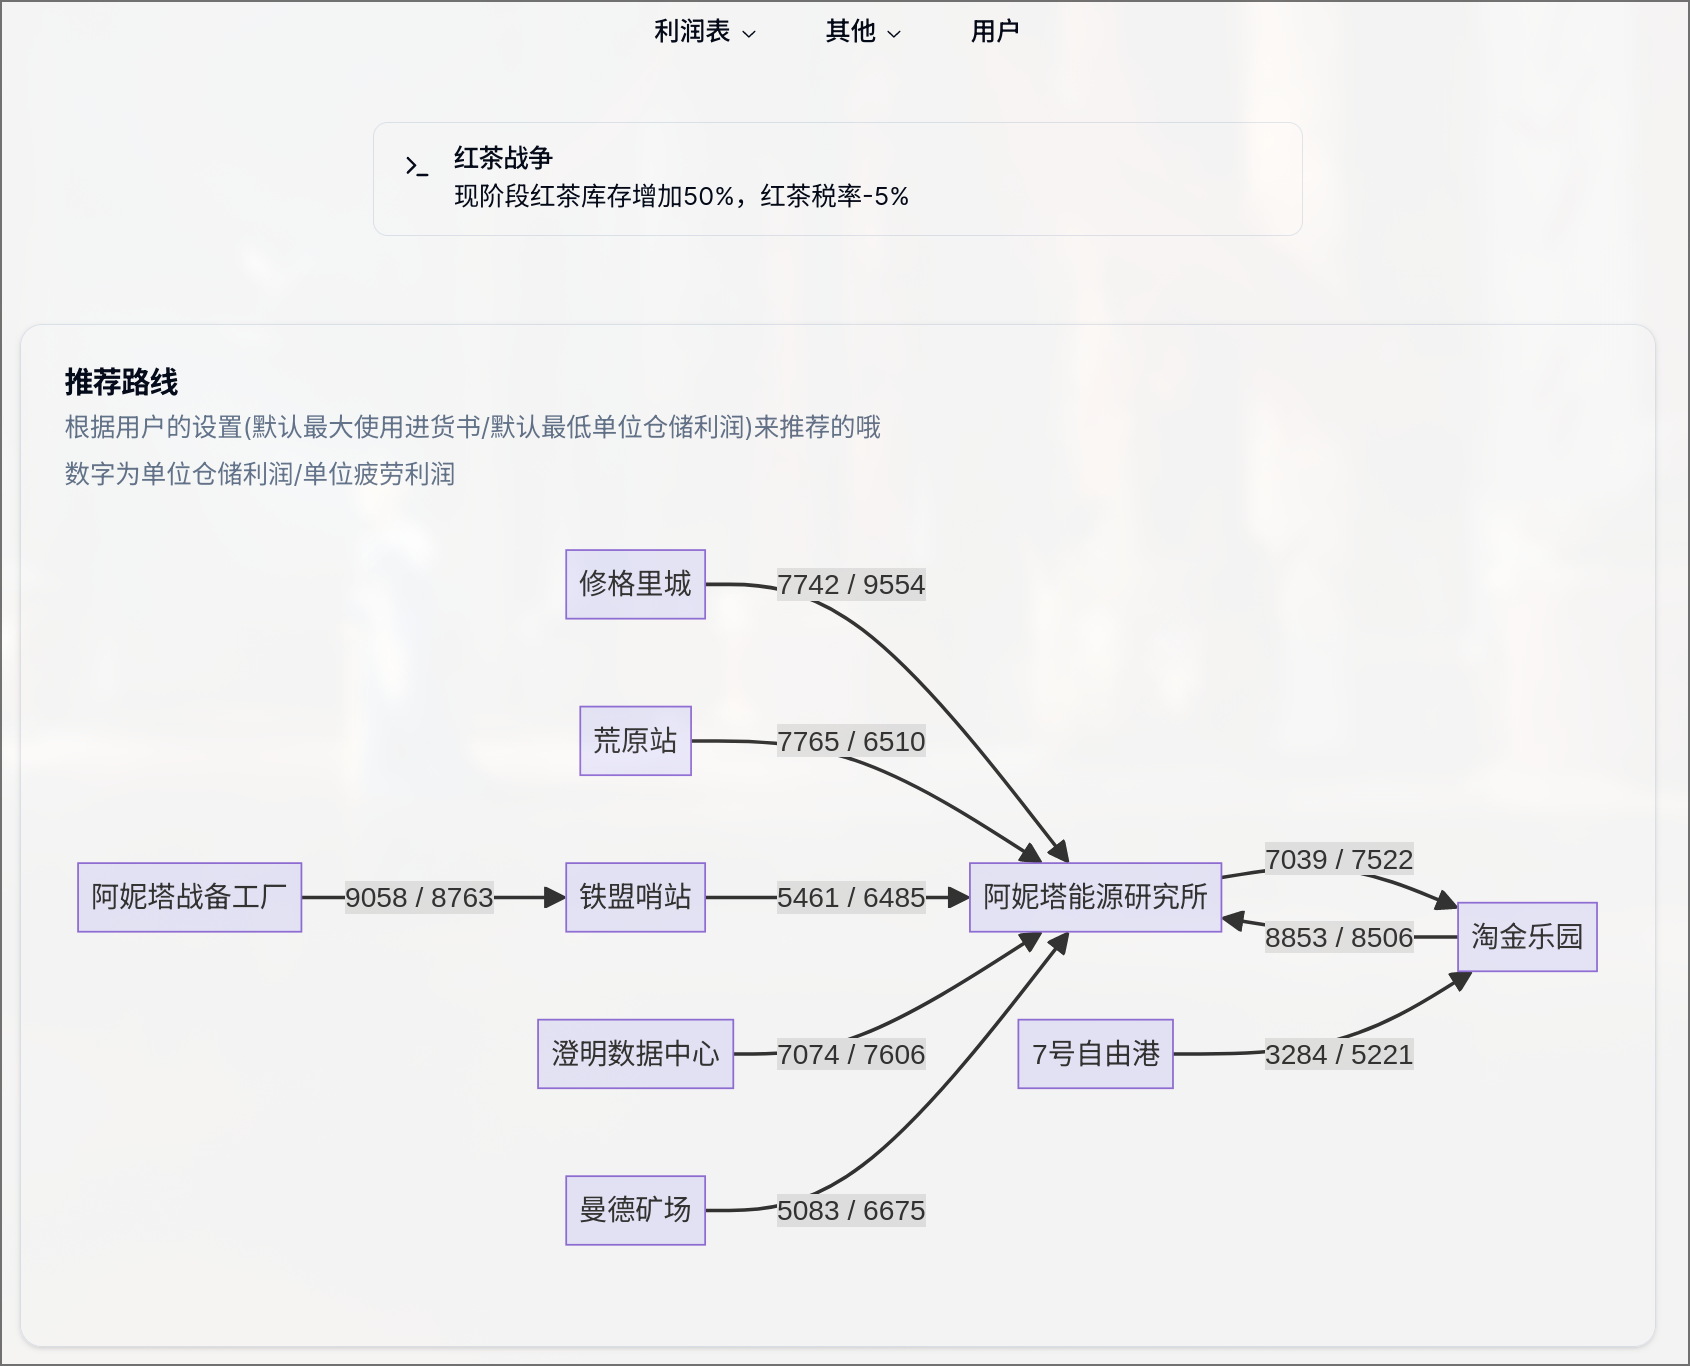 利润表 其他 用户
红茶战争
现阶段红茶库存增加50%，红茶税率-5%
推荐路线
根据用户的设置(默认最大使用进货书/默认最低单位仓储利润)来推荐的哦
数字为单位仓储利润/单位疲劳利润
修格里城
7742 / 9554
荒原站
7765 / 6510
阿妮塔战备工厂
9058 / 8763
铁盟哨站
5461 / 6485
阿妮塔能源研究所
7039 / 7522
8853 / 8506
淘金乐园
澄明数据中心
7074 / 7606
7号自由港
3284 / 5221
曼德矿场
5083 / 6675